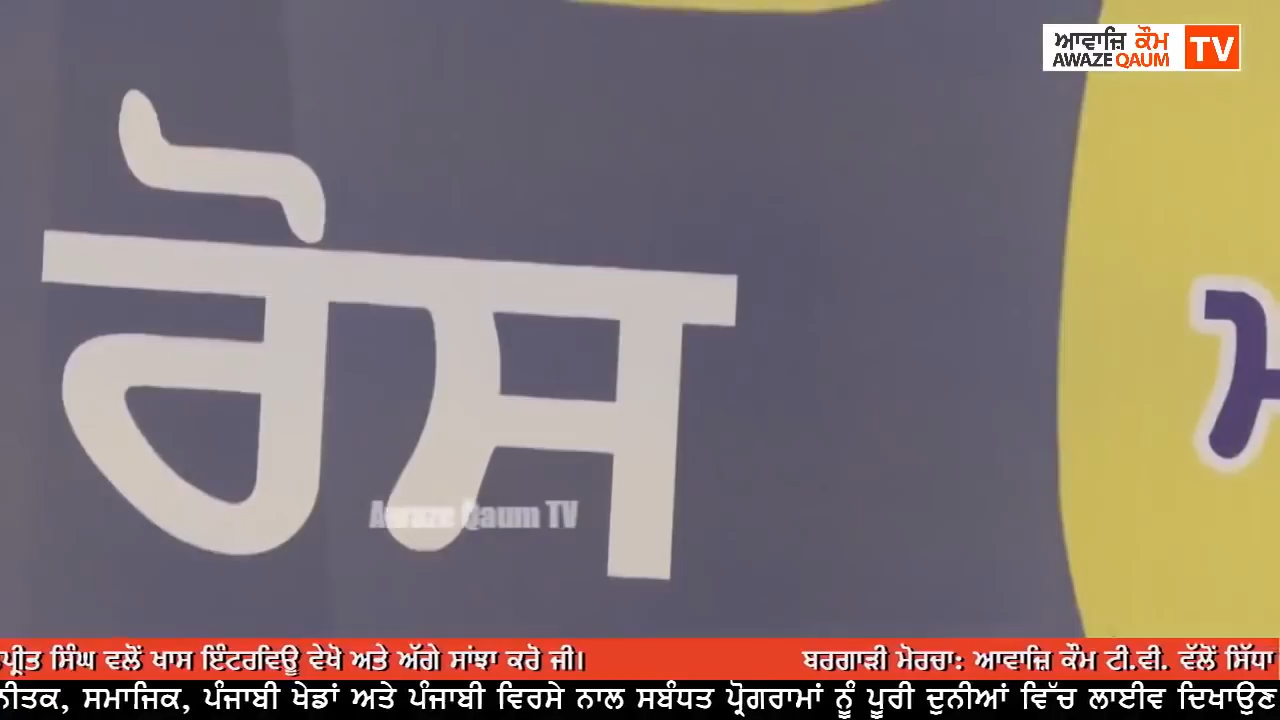 ਆਵਾਜ਼ਿ ਕੌਮ
AWAZE QAUM TV
ਰੋਸ
Awaze Qaum TV
ਸਿੰਘ ਵਲੋਂ ਖਾਸ ਇੰਟਰਵਿਊ ਵੇਖੋ ਅਤੇ ਅੱਗੇ ਸਾਂਝਾ ਕਰੋ ਜੀ। ਬਰਗਾੜੀ ਮੋਰਚਾ: ਆਵਾਜ਼ਿ ਕੌਮ ਟੀ.ਵੀ. ਵੱਲੋਂ ਸਿੱਧਾ
ਸਮਾਜਿਕ, ਪੰਜਾਬੀ ਖੇਡਾਂ ਅਤੇ ਪੰਜਾਬੀ ਵਿਰਸੇ ਨਾਲ ਸਬੰਧਤ ਪ੍ਰੋਗਰਾਮਾਂ ਨੂੰ ਪੂਰੀ ਦੁਨੀਆਂ ਵਿੱਚ ਲਾਈਵ ਦਿਖਾਉਣ